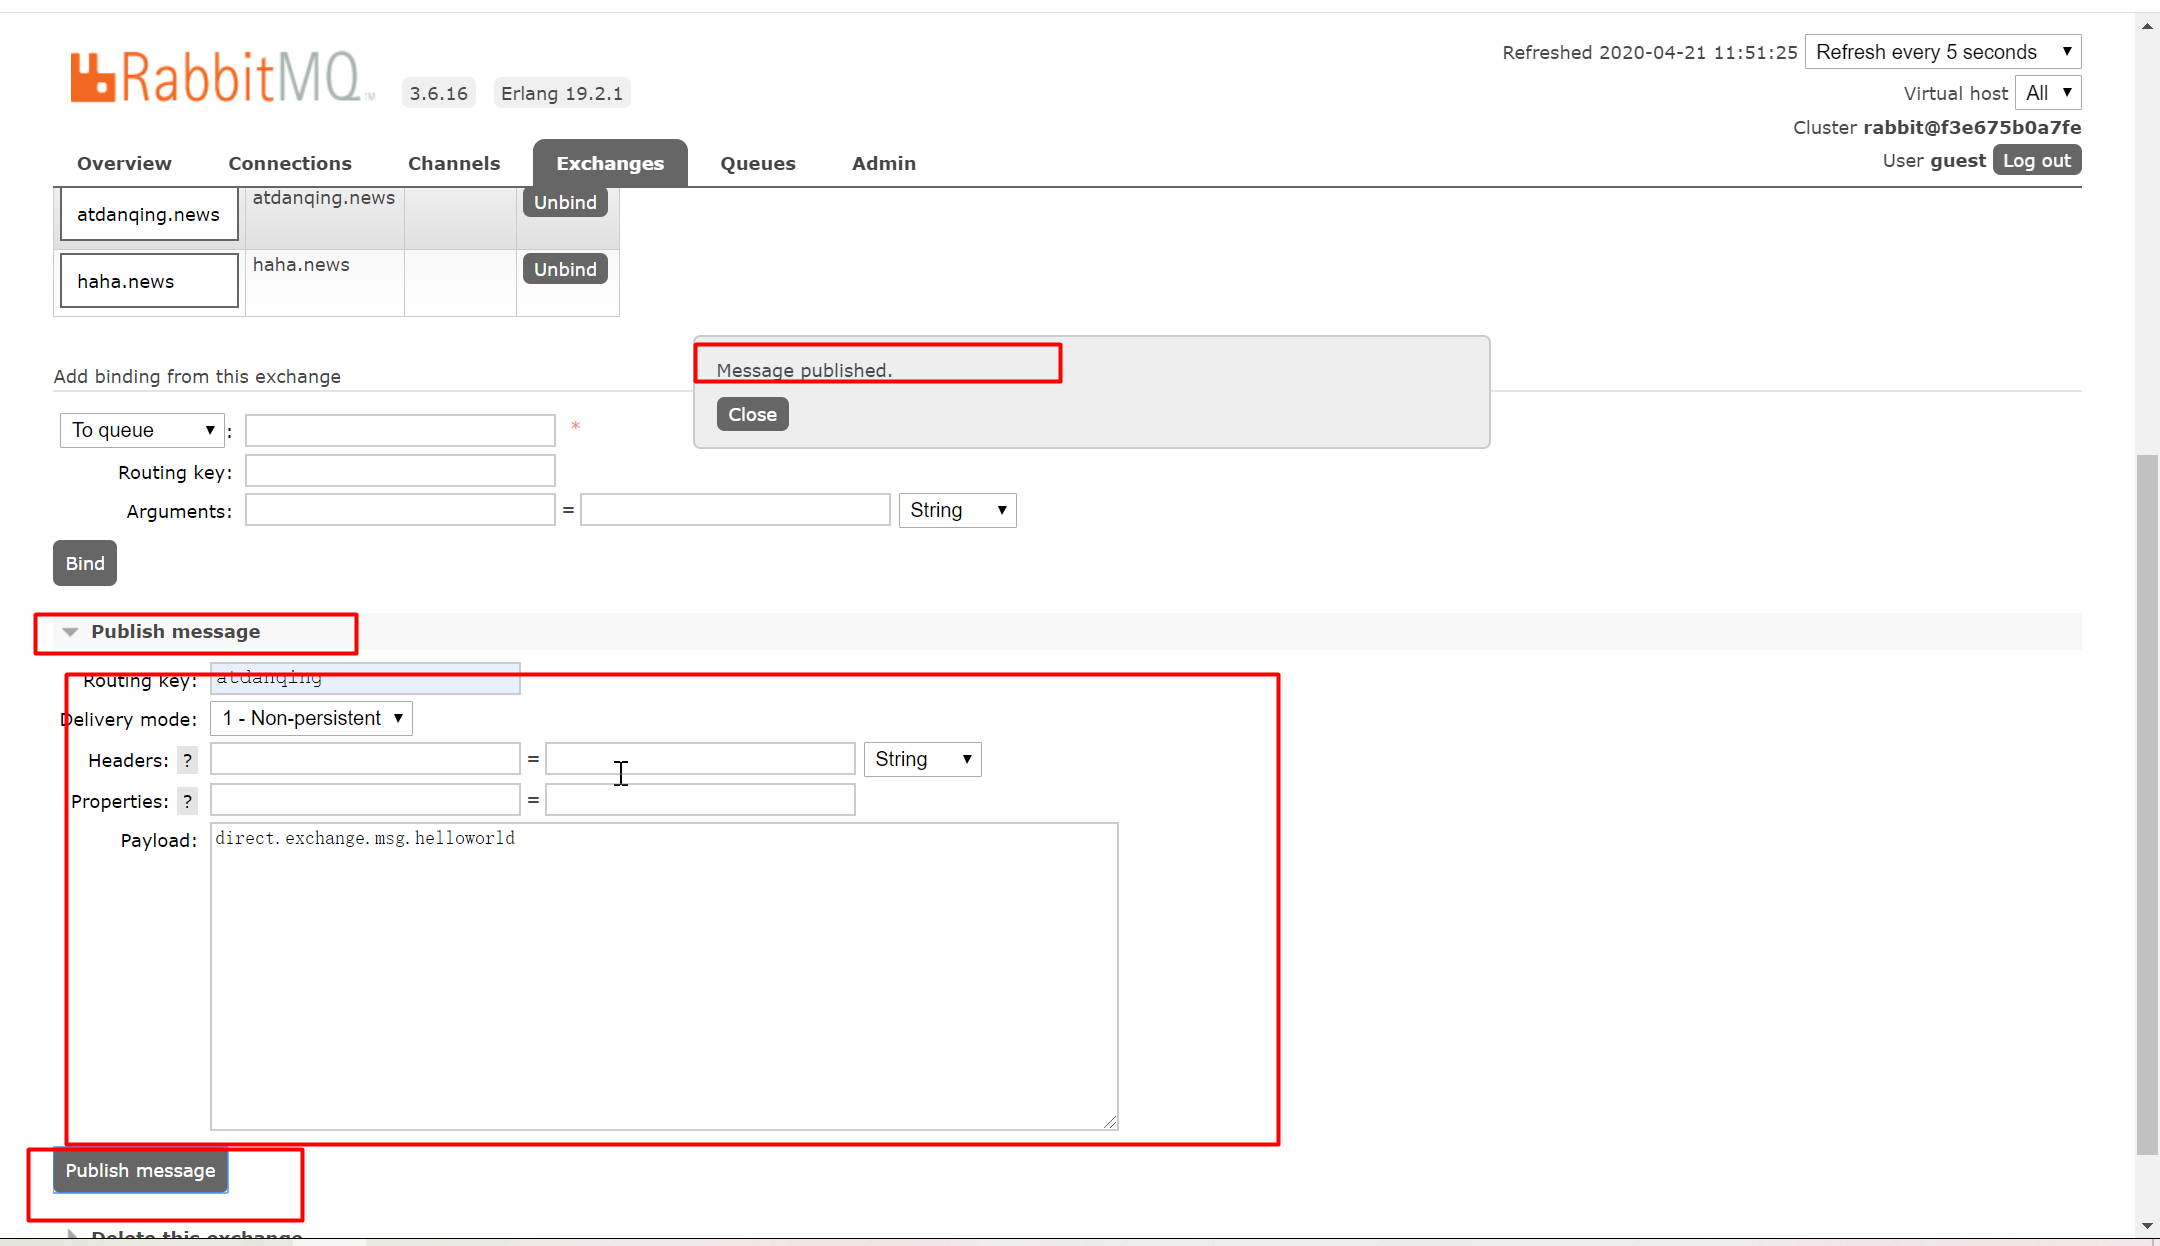 RabbitMQ TM 3.6.16 Erlang 19.2.1
Refreshed 2020-04-21 11:51:25 Refresh every 5 seconds
Virtual host All
Cluster rabbit@f3e675b0a7fe
User guest Log out
Overview Connections Channels Exchanges Queues Admin
atdanqing.news atdanqing.news Unbind
haha.news haha.news Unbind
Message published.
Close
Add binding from this exchange
To queue : *
Routing key:
Arguments: = String
Bind
Publish message
Routing key: atdanqing
Delivery mode: 1 - Non-persistent
Headers: ? = String
Properties: ? =
Payload: direct.exchange.msg.helloworld
Publish message
Delete this exchange